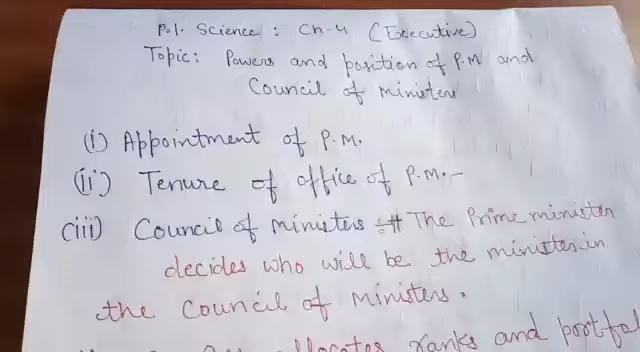 Pol. Science : Ch-4 (Executive)
Topic: Powers and position of P.M and
Council of ministers
(i) Appointment of P.M.
(ii) Tenure of office of P.M.-
(iii) Council of ministers :- The Prime minister
decides who will be the ministers in
the Council of Ministers.
allocates ranks and portfol